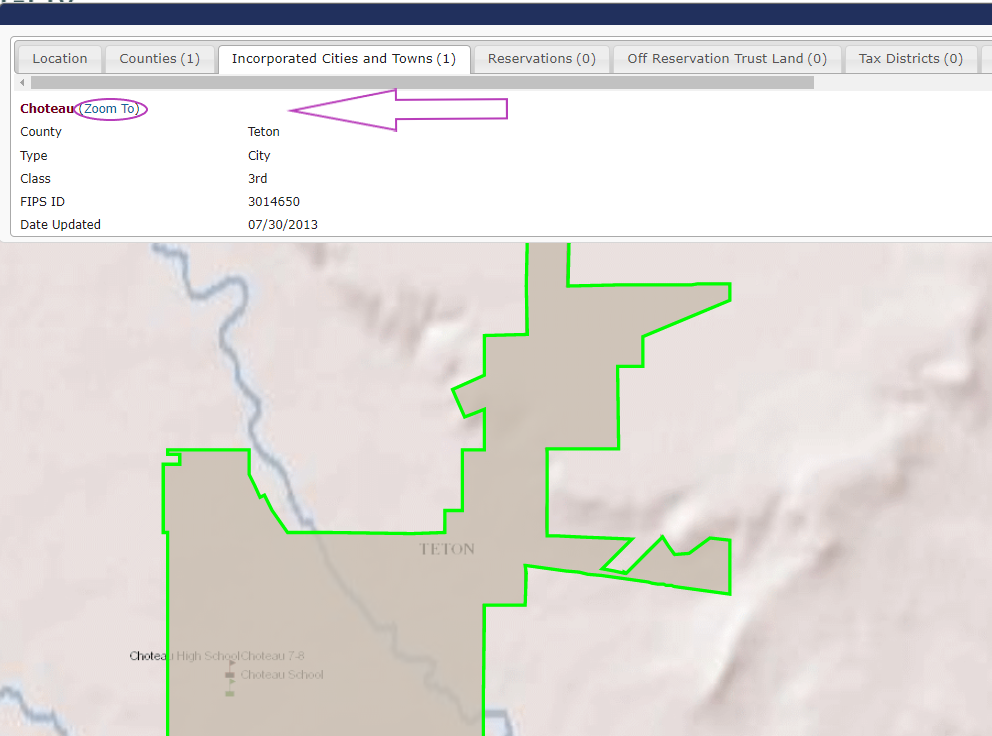 Location Counties (1) Incorporated Cities and Towns (1) Reservations (0) Off Reservation Trust Land (0) Tax Districts (0)
Choteau (Zoom To)
County Teton
Type City
Class 3rd
FIPS ID 3014650
Date Updated 07/30/2013
TETON
Choteau High School Choteau 7-8
Choteau School